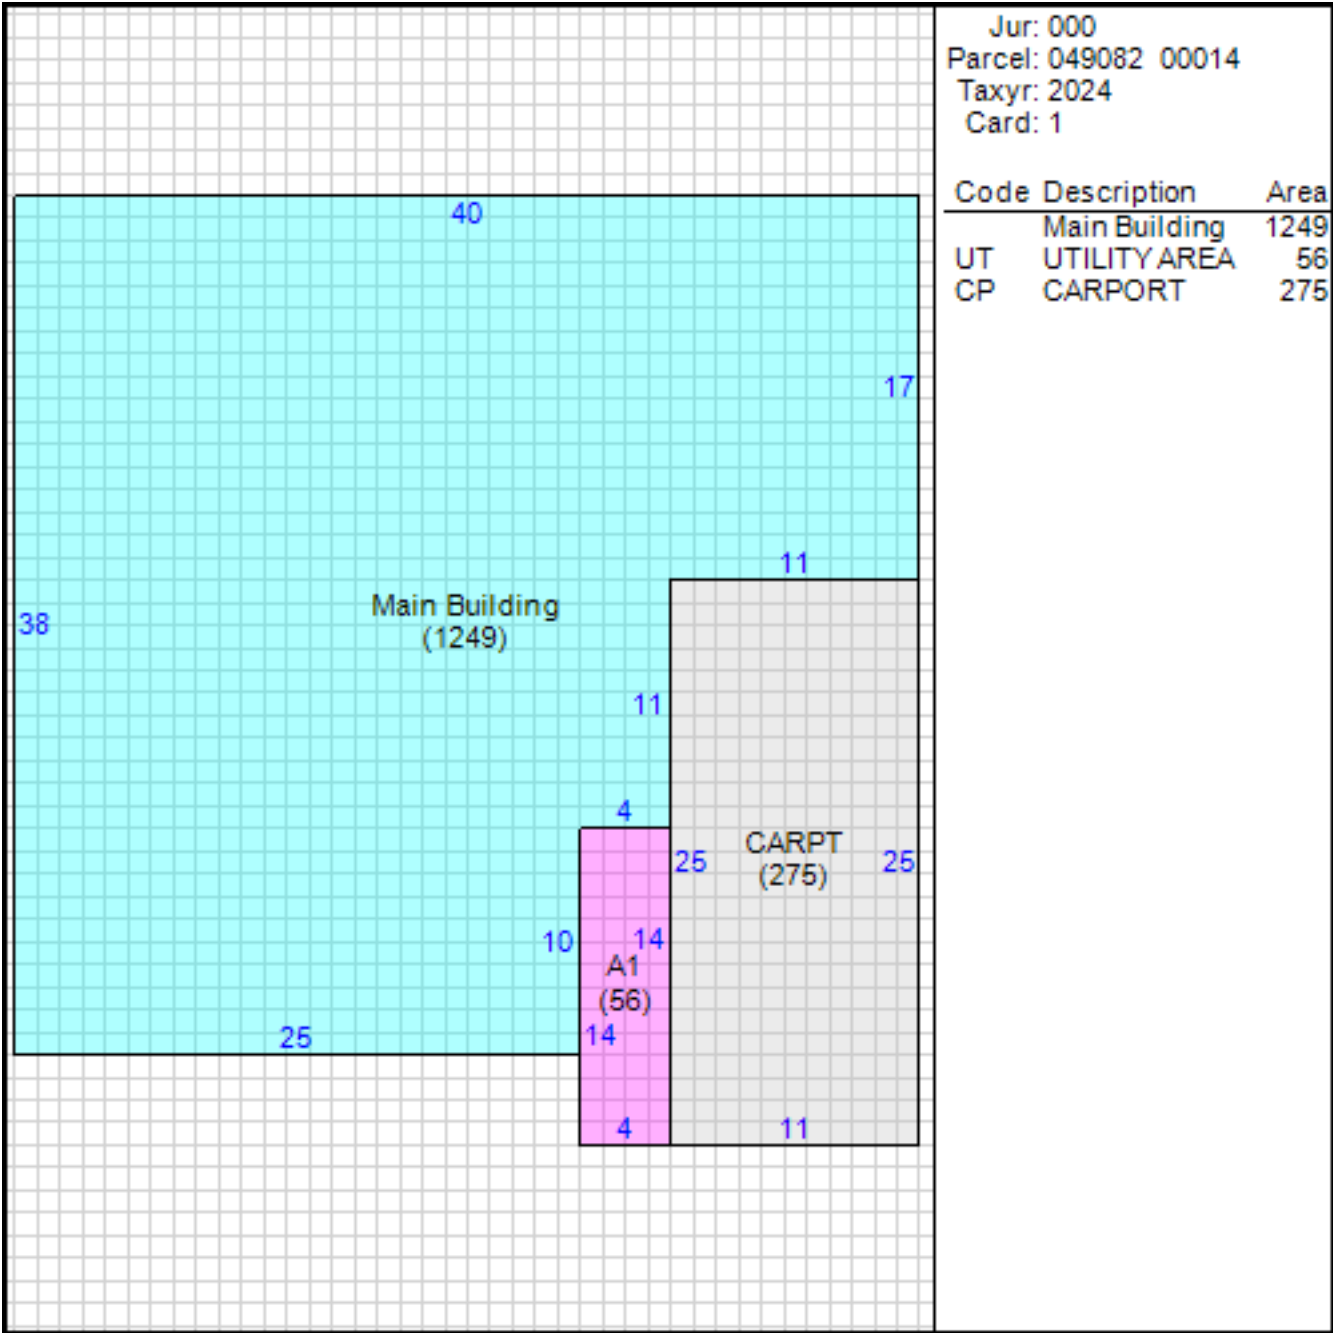 Jur: 000
Parcel: 049082 00014
Taxyr: 2024
Card: 1
Code Description Area
Main Building 1249
UT UTILITY AREA 56
CP CARPORT 275
40
17
11
38
Main Building
(1249)
11
4
CARPT
25 25
(275)
10 14
A1
(56)
25 14
4 11